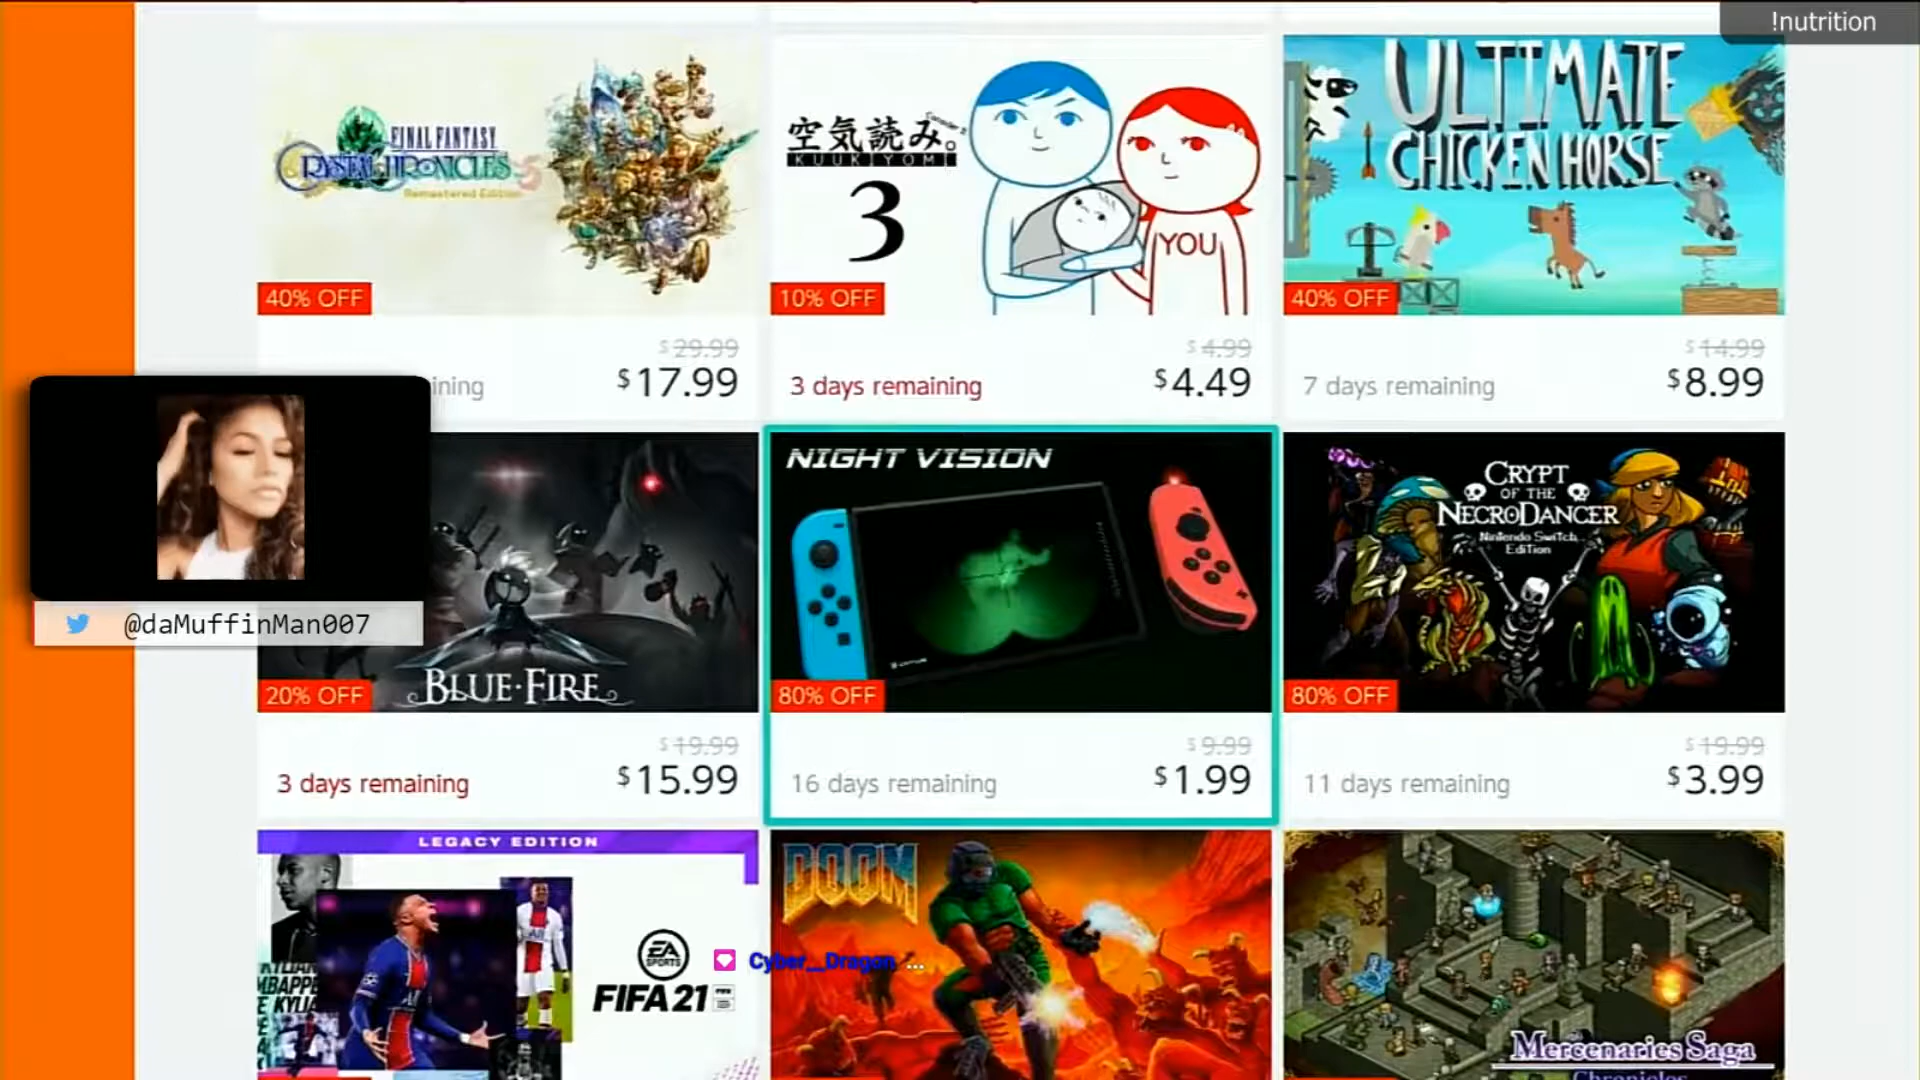 !nutrition
FINAL FANTASY
CRYSTAL CHRONICLES
Remastered Edition
40% OFF
$29.99
ining
$17.99
空気読み。
KUUKIYOMI
3
YOU
10% OFF
$4.99
3 days remaining
$4.49
ULTIMATE
CHICKEN HORSE
40% OFF
$14.99
7 days remaining
$8.99
@daMuffinMan007
BLUE·FIRE
20% OFF
$19.99
3 days remaining
$15.99
NIGHT VISION
80% OFF
$9.99
16 days remaining
$1.99
CRYPT
OF THE
NECRODANCER
Nintendo Switch
Edition
80% OFF
$19.99
11 days remaining
$3.99
LEGACY EDITION
KYLIAN
MBAPPE
EA
SPORTS
FIFA 21
Cyber__Dragon ...
DOOM
Mercenaries Saga
Chronicles